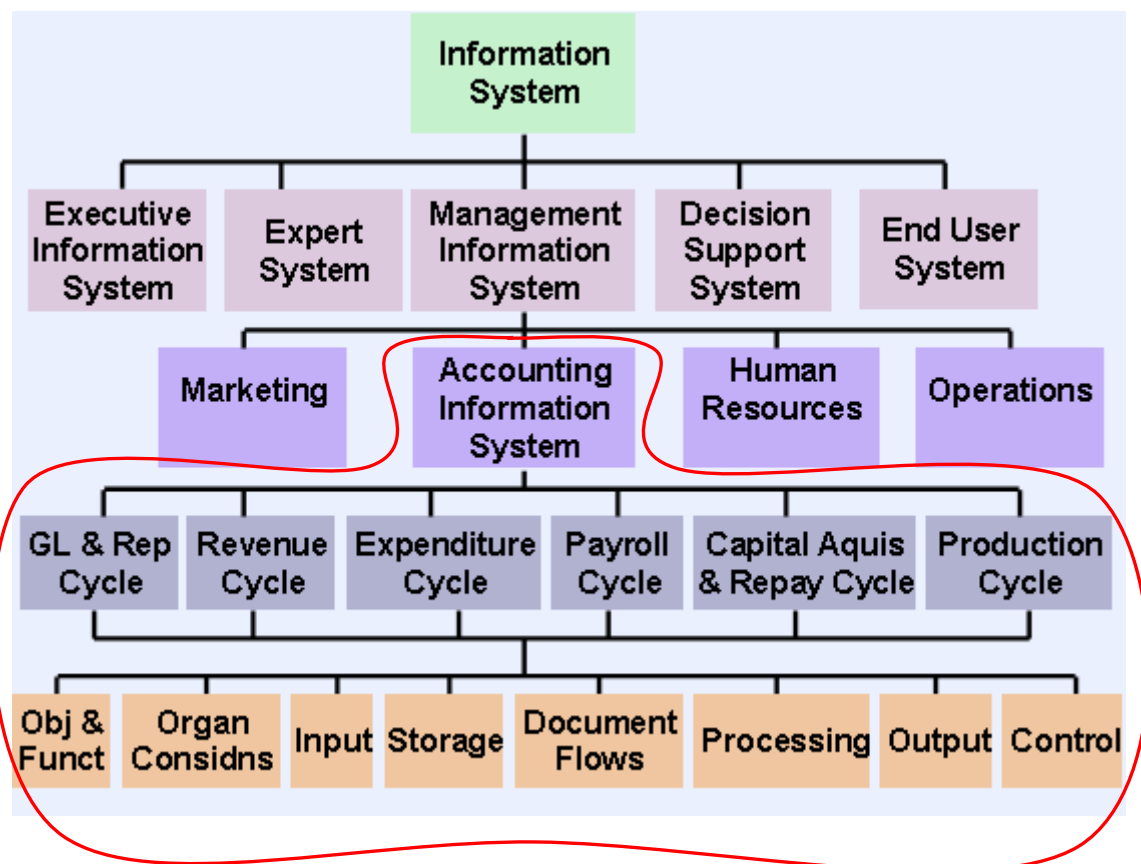 Information
System
Executive
Information
System
Expert
System
Management
Information
System
Decision
Support
System
End User
System
Marketing
Accounting
Information
System
Human
Resources
Operations
GL & Rep
Cycle
Revenue
Cycle
Expenditure
Cycle
Payroll
Cycle
Capital Aquis
& Repay Cycle
Production
Cycle
Obj &
Funct
Organ
Considns
Input
Storage
Document
Flows
Processing
Output
Control